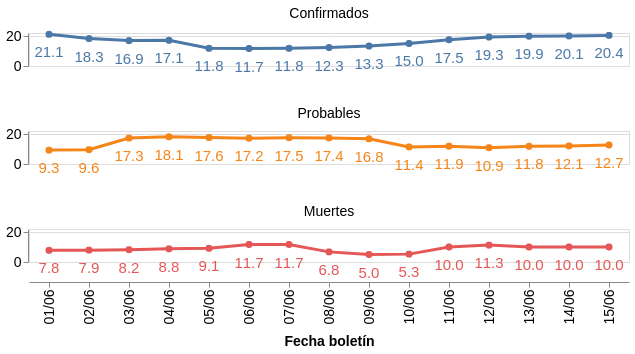 Confirmados
20
0
21.1 18.3 16.9 17.1 11.8 11.7 11.8 12.3 13.3 15.0 17.5 19.3 19.9 20.1 20.4
Probables
20
0
9.3 9.6 17.3 18.1 17.6 17.2 17.5 17.4 16.8 11.4 11.9 10.9 11.8 12.1 12.7
Muertes
20
0
7.8 7.9 8.2 8.8 9.1 11.7 11.7 6.8 5.0 5.3 10.0 11.3 10.0 10.0 10.0
01/06 02/06 03/06 04/06 05/06 06/06 07/06 08/06 09/06 10/06 11/06 12/06 13/06 14/06 15/06
Fecha boletín